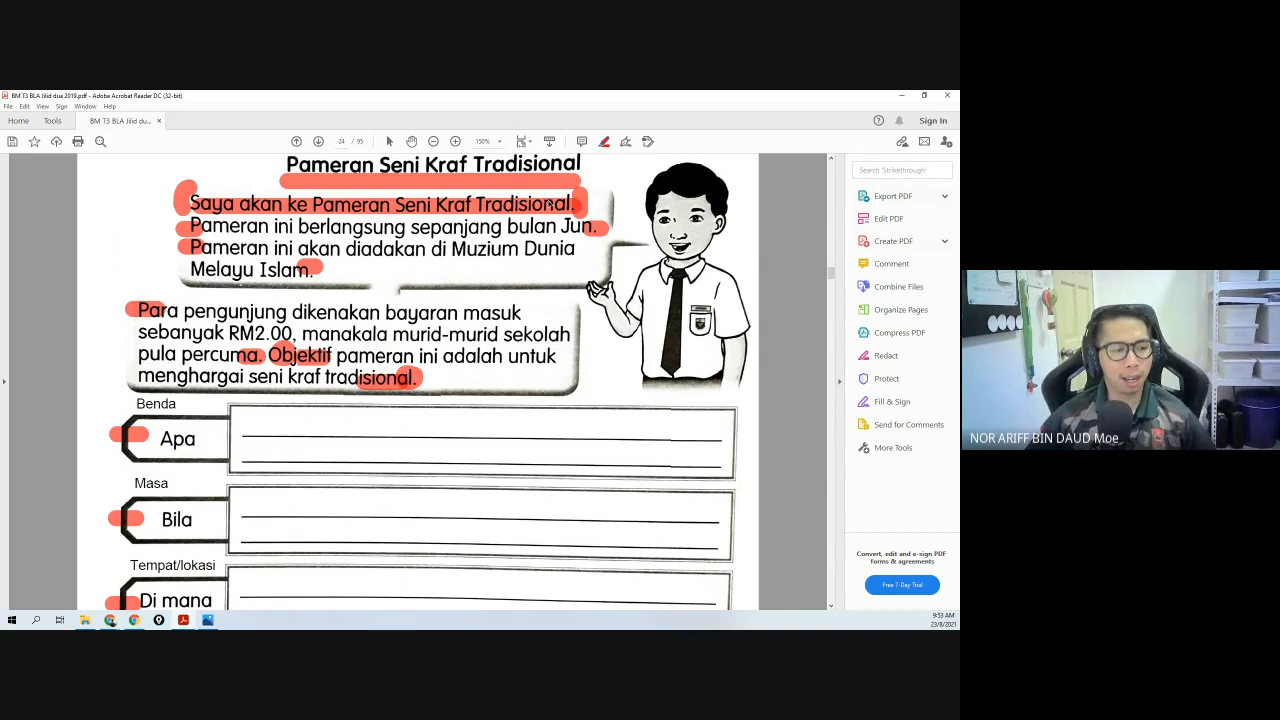 BM T3 BLA Jilid dua 2019.pdf - Adobe Acrobat Reader DC (32-bit)
File Edit View Sign Window Help
Home Tools BM T3 BLA Jilid du... ×
Sign In
24 / 95
150%
Pameran Seni Kraf Tradisional
Saya akan ke Pameran Seni Kraf Tradisional.
Pameran ini berlangsung sepanjang bulan Jun.
Pameran ini akan diadakan di Muzium Dunia
Melayu Islam.
Para pengunjung dikenakan bayaran masuk
sebanyak RM2.00, manakala murid-murid sekolah
pula percuma. Objektif pameran ini adalah untuk
menghargai seni kraf tradisional.
Benda
Apa
Masa
Bila
Tempat/lokasi
Di mana
Search 'Strikethrough'
Export PDF
Edit PDF
Create PDF
Comment
Combine Files
Organize Pages
Compress PDF
Redact
Protect
Fill & Sign
Send for Comments
More Tools
Convert, edit and e-sign PDF
forms & agreements
Free 7-Day Trial
9:53 AM
23/8/2021
NOR ARIFF BIN DAUD Moe